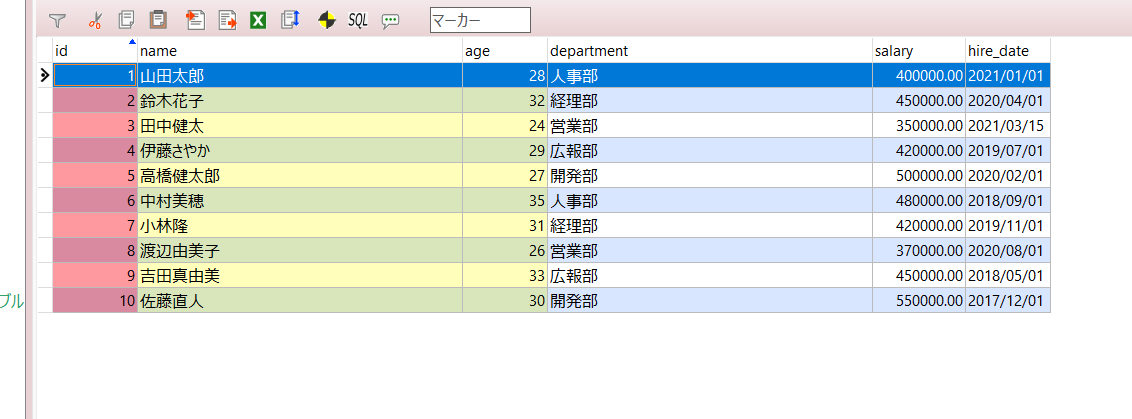 SQL マーカー
id name age department salary hire_date
1 山田太郎 28 人事部 400000.00 2021/01/01
2 鈴木花子 32 経理部 450000.00 2020/04/01
3 田中健太 24 営業部 350000.00 2021/03/15
4 伊藤さやか 29 広報部 420000.00 2019/07/01
5 高橋健太郎 27 開発部 500000.00 2020/02/01
6 中村美穂 35 人事部 480000.00 2018/09/01
7 小林隆 31 経理部 420000.00 2019/11/01
8 渡辺由美子 26 営業部 370000.00 2020/08/01
9 吉田真由美 33 広報部 450000.00 2018/05/01
ブル
10 佐藤直人 30 開発部 550000.00 2017/12/01